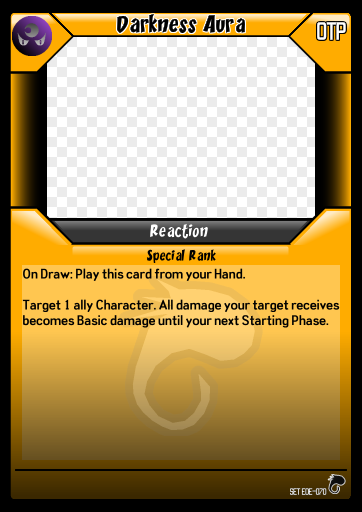 Darkness Aura
OTP
Reaction
Special Rank
On Draw: Play this card from your Hand.
Target 1 ally Character. All damage your target receives
becomes Basic damage until your next Starting Phase.
SET EOE-070